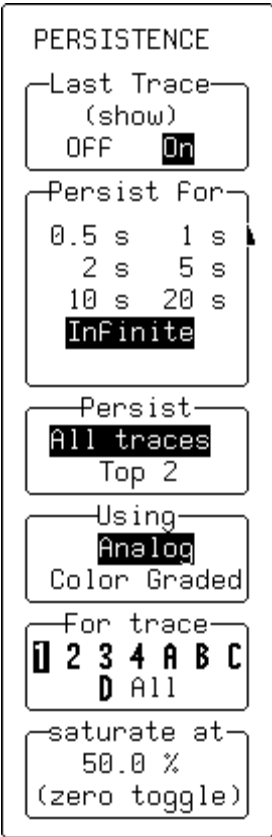 PERSISTENCE
Last Trace
(show)
OFF On
Persist for
0.5 s 1 s
2 s 5 s
10 s 20 s
Infinite
Persist
All traces
Top 2
Using
Analog
Color Graded
For trace
1 2 3 4 A B C
D All
saturate at
50.0 %
(zero toggle)